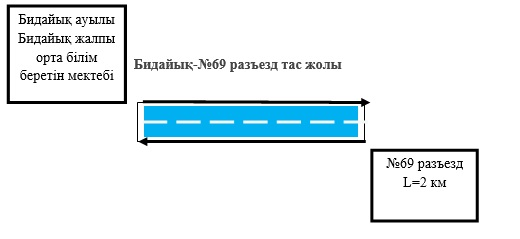 Бидайық ауылы
Бидайық жалпы
орта білім
беретін мектебі
Бидайық-№69 разъезд тас жолы
№69 разъезд
L=2 км